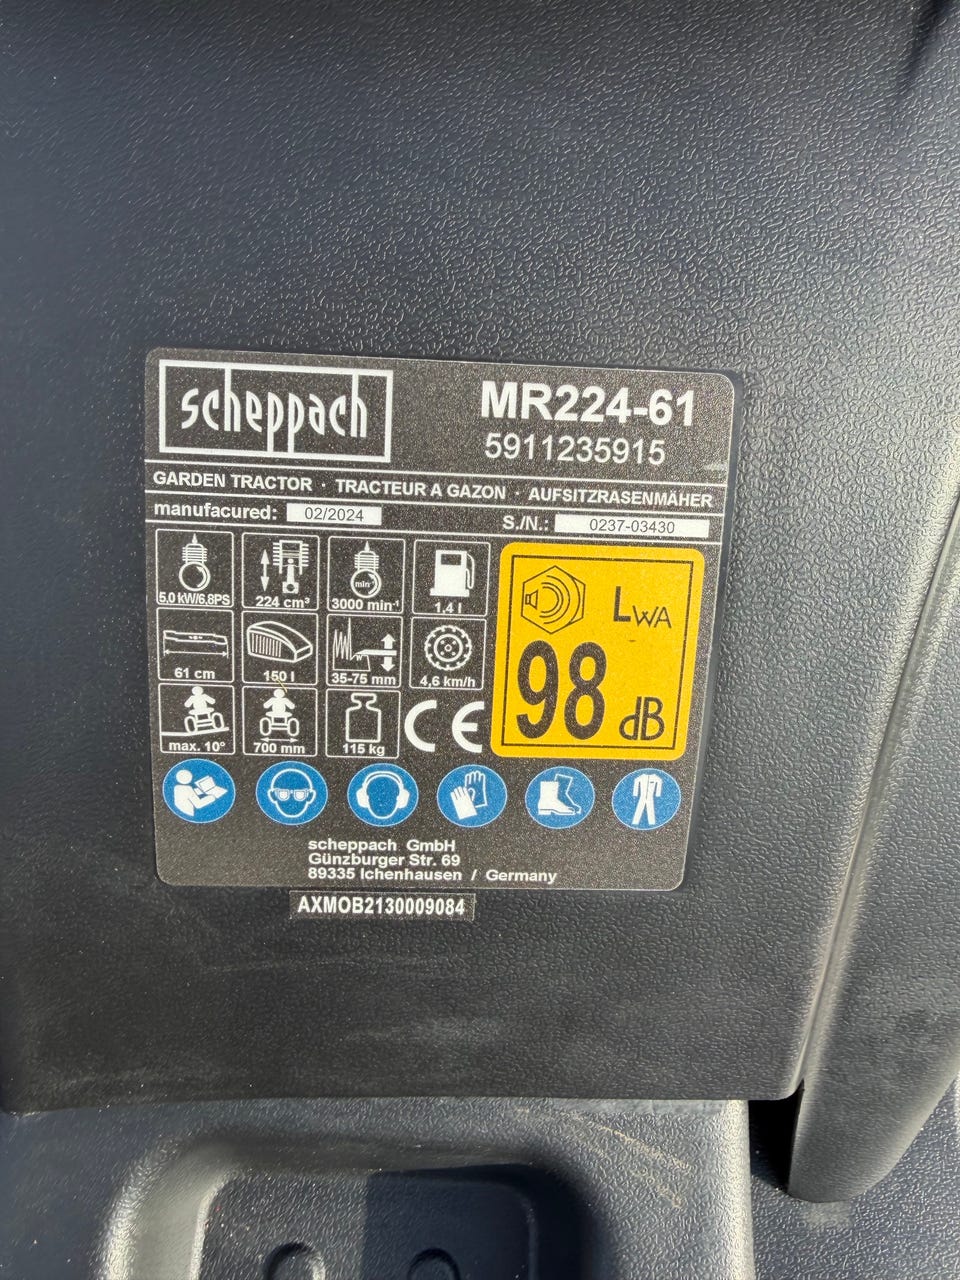 scheppach
MR224-61
5911235915
GARDEN TRACTOR · TRACTEUR A GAZON · AUFSITZRASENMÄHER
manufacured: 02/2024
S./N.: 0237-03430
5.0 kW/6.8PS
224 cm³
min⁻¹
3000 min⁻¹
1.4 l
61 cm
150 l
35-75 mm
4,6 km/h
max. 10°
700 mm
115 kg
CE
LWA
98 dB
scheppach GmbH
Günzburger Str. 69
89335 Ichenhausen / Germany
AXMOB2130009084